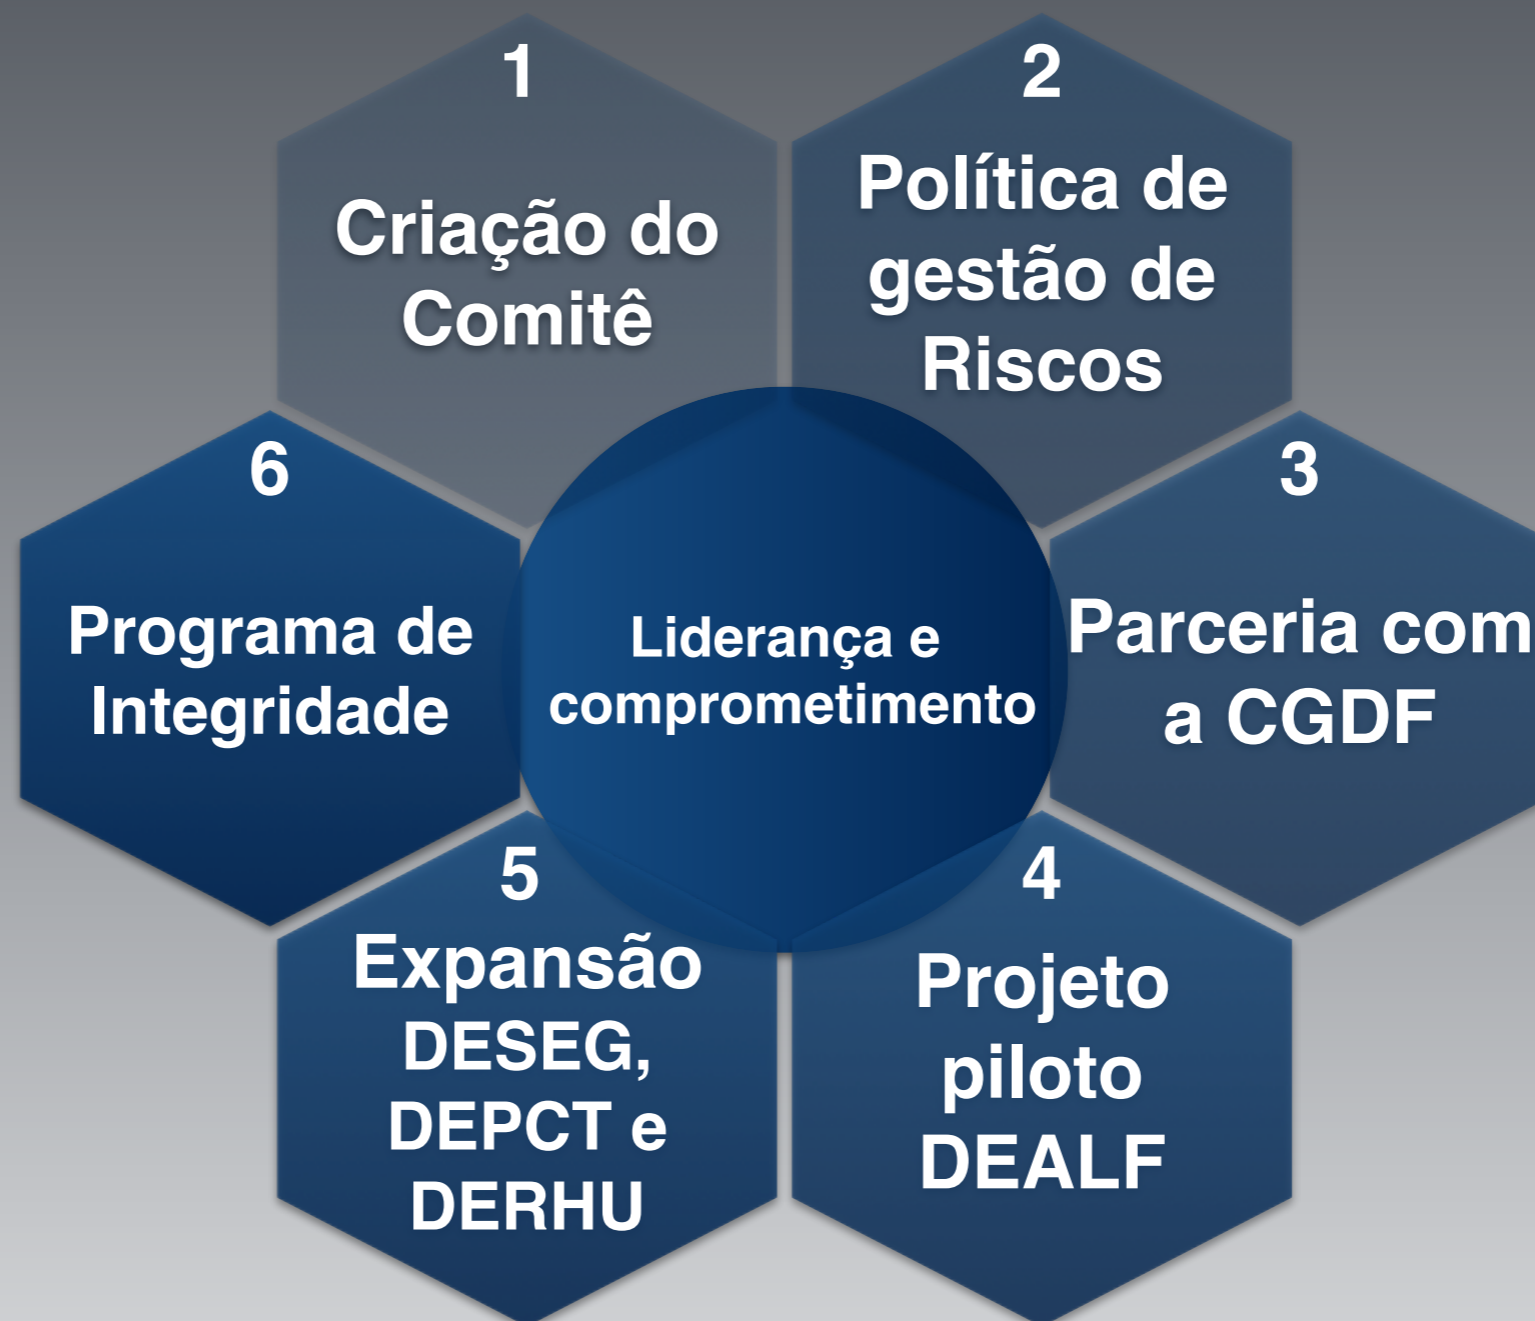 1
Criação do
Comitê
2
Política de
gestão de
Riscos
3
Parceria com
a CGDF
4
Projeto
piloto
DEALF
5
Expansão
DESEG,
DEPCT e
DERHU
6
Programa de
Integridade
Liderança e
comprometimento